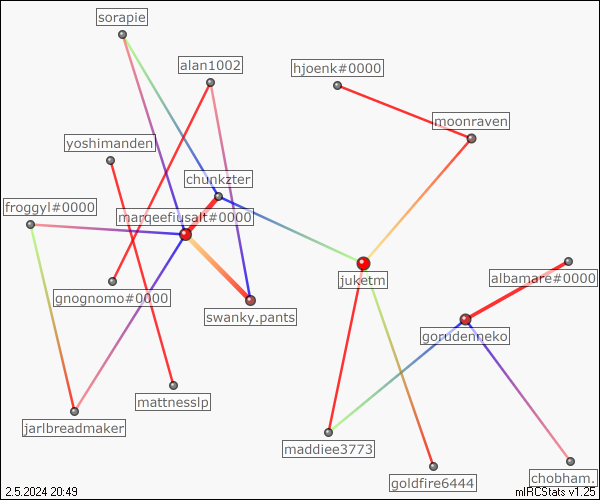 sorapie
alan1002
hjoenk#0000
moonraven
yoshimanden
chunkzter
froggyl#0000
marqeefiusalt#0000
juketm
albamare#0000
gnognomo#0000
swanky.pants
gorudenneko
mattnesslp
jarlbreadmaker
maddiee3773
goldfire6444
chobham.
2.5.2024 20:49
mIRCStats v1.25